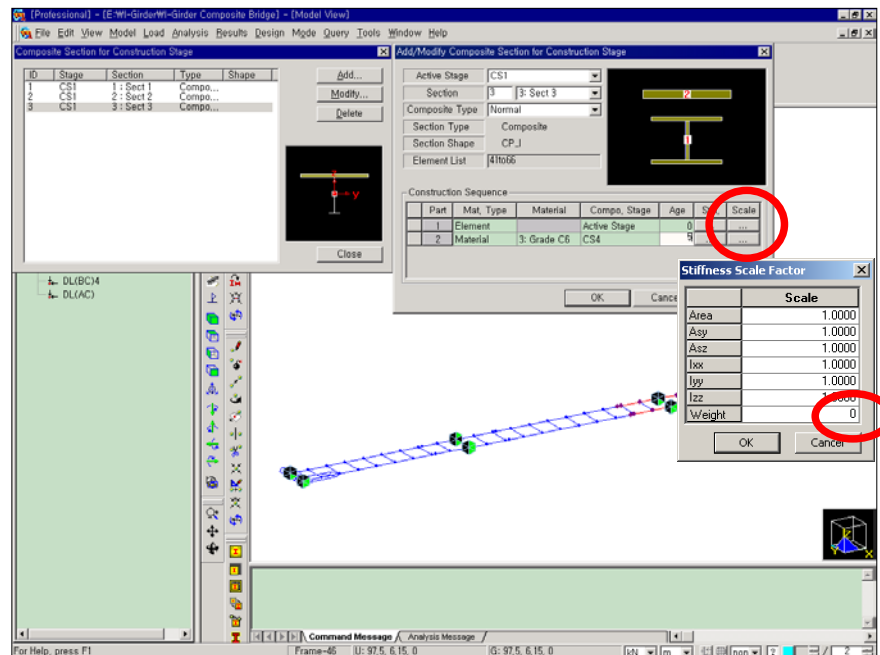 [Professional] - [E:\WI-Girder\WI-Girder Composite Bridge] - [Model View]
File Edit View Model Load Analysis Results Design Mode Query Tools Window Help
Composite Section for Construction Stage
ID Stage Section Type Shape
1 CS1 1 : Sect 1 Compo...
2 CS1 2 : Sect 2 Compo...
3 CS1 3 : Sect 3 Compo...
Add...
Modify...
Delete
Y
Close
Add/Modify Composite Section for Construction Stage
Active Stage CS1
Section 3 3: Sect 3
Composite Type Normal
Section Type Composite
Section Shape CP_I
Element List 41to66
2
1
Construction Sequence
Part Mat, Type Material Compo, Stage Age Scale
1 Element Active Stage 0 ...
2 Material 3: Grade C6 CS4 5 ... ...
OK
Stiffness Scale Factor
Scale
Area 1.0000
Asy 1.0000
Asz 1.0000
Ixx 1.0000
Iyy 1.0000
Izz 1.0000
Weight 0
OK Cancel
DL(BC)4
DL(AC)
Command Message Analysis Message
For Help, press F1 Frame-46 U: 97.5, 6.15, 0 G: 97.5, 6.15, 0 kN m non ? 2